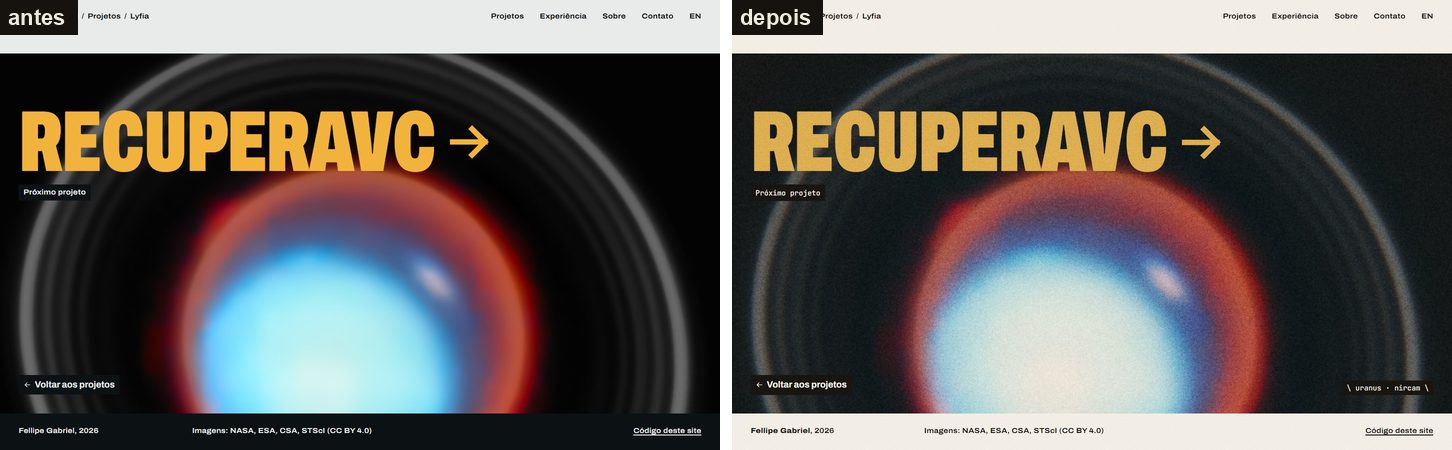 antes / Projetos / Lyfia Projetos Experiência Sobre Contato EN
RECUPERAVC →
Próximo projeto
← Voltar aos projetos
Fellipe Gabriel, 2026 Imagens: NASA, ESA, CSA, STScI (CC BY 4.0) Código deste site
depois Projetos / Lyfia Projetos Experiência Sobre Contato EN
RECUPERAVC →
Próximo projeto
← Voltar aos projetos \ uranus · nircam \
Fellipe Gabriel, 2026 Imagens: NASA, ESA, CSA, STScI (CC BY 4.0) Código deste site